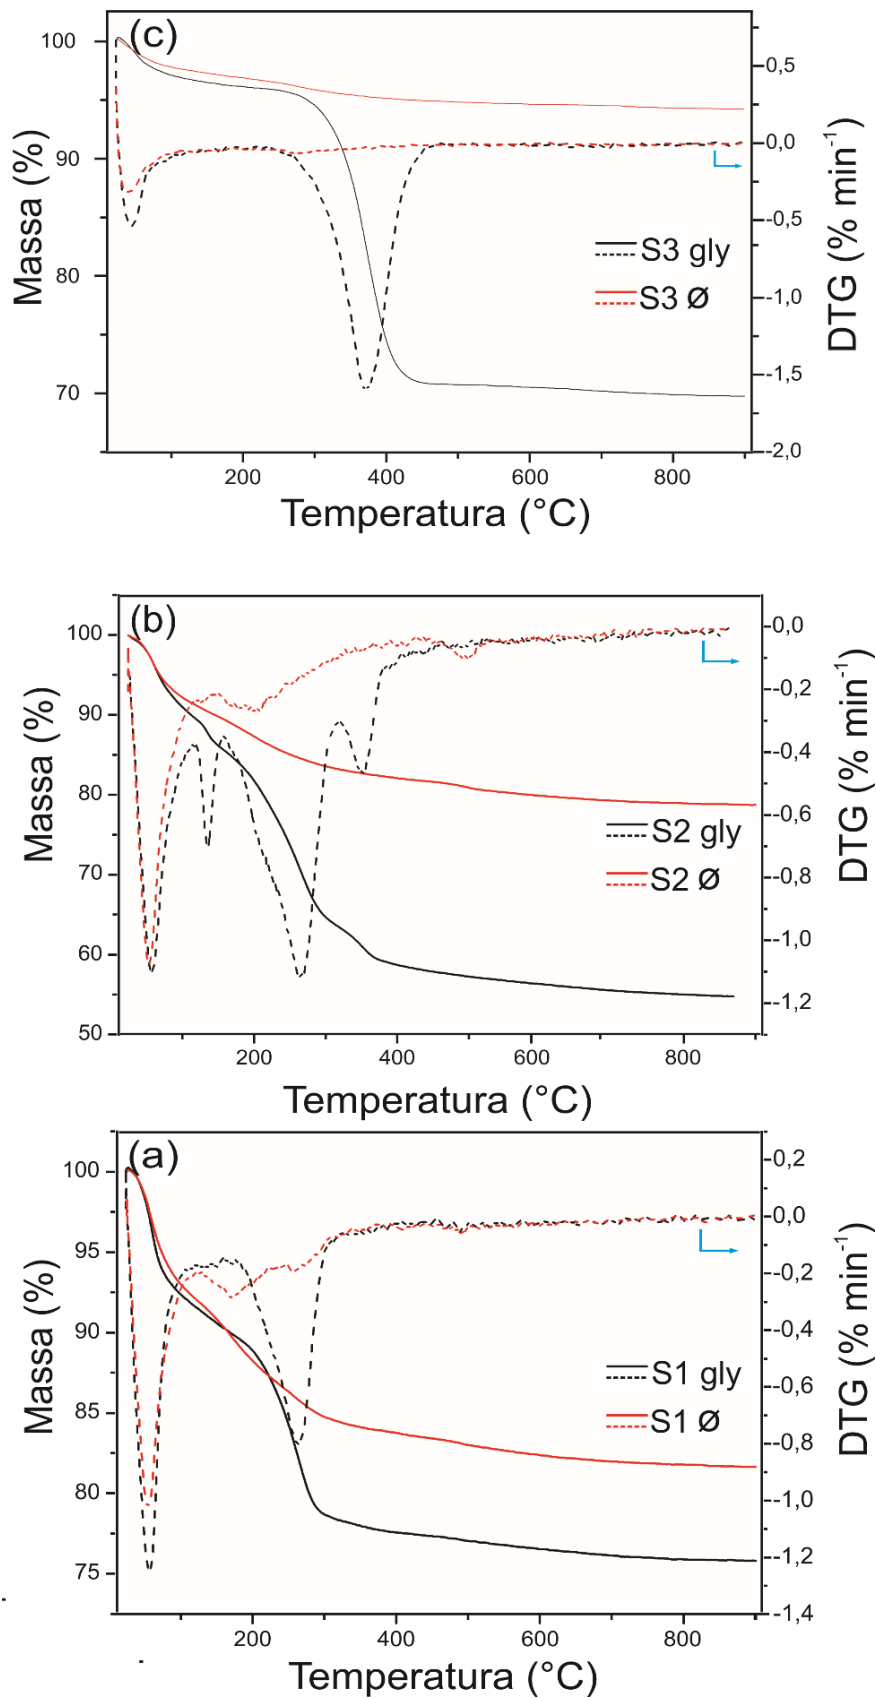 (c)
100
90
80
70
Massa (%)
0,5
0,0
-0,5
-1,0
-1,5
-2,0
DTG (% min⁻¹)
S3 gly
S3 Ø
200
400
600
800
Temperatura (°C)
(b)
100
90
80
70
60
50
Massa (%)
0,0
-0,2
-0,4
-0,6
-0,8
-1,0
-1,2
DTG (% min⁻¹)
S2 gly
S2 Ø
200
400
600
800
Temperatura (°C)
(a)
100
95
90
85
80
75
Massa (%)
0,2
0,0
-0,2
-0,4
-0,6
-0,8
-1,0
-1,2
-1,4
DTG (% min⁻¹)
S1 gly
S1 Ø
200
400
600
800
Temperatura (°C)